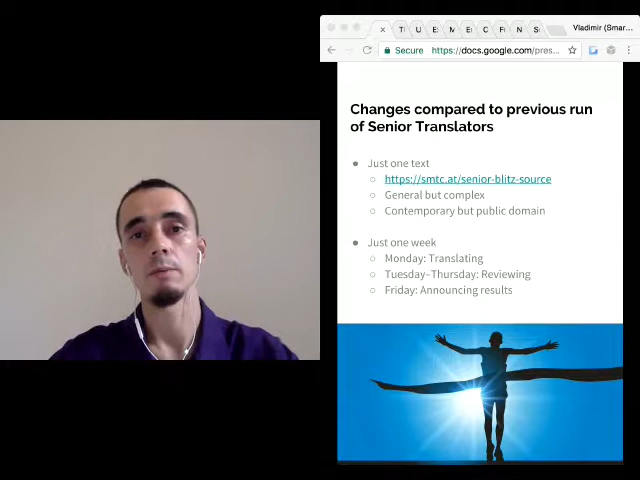 Vladimir (Smar...
Tl
U
E
M
E
C
F
N
S
Secure
https://docs.google.com/pres...
Changes compared to previous run
of Senior Translators
Just one text
https://smtc.at/senior-blitz-source
General but complex
Contemporary but public domain
Just one week
Monday: Translating
Tuesday–Thursday: Reviewing
Friday: Announcing results